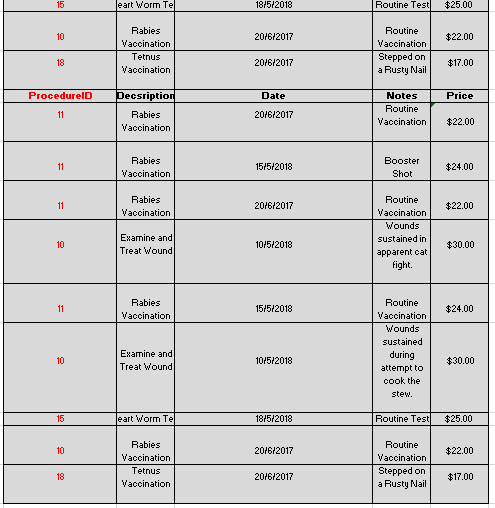 15 eart Worm Te 18/5/2018 Routine Test $25.00
10 Rabies Vaccination 20/6/2017 Routine Vaccination $22.00
18 Tetnus Vaccination 20/6/2017 Stepped on a Rusty Nail $17.00
ProcedureID Decsription Date Notes Price
11 Rabies Vaccination 20/6/2017 Routine Vaccination $22.00
11 Rabies Vaccination 15/5/2018 Booster Shot $24.00
11 Rabies Vaccination 20/6/2017 Routine Vaccination $22.00
10 Examine and Treat Wound 10/5/2018 Wounds sustained in apparent cat fight. $30.00
11 Rabies Vaccination 15/5/2018 Routine Vaccination $24.00
10 Examine and Treat Wound 10/5/2018 Wounds sustained during attempt to cook the stew. $30.00
15 eart Worm Te 18/5/2018 Routine Test $25.00
10 Rabies Vaccination 20/6/2017 Routine Vaccination $22.00
18 Tetnus Vaccination 20/6/2017 Stepped on a Rusty Nail $17.00